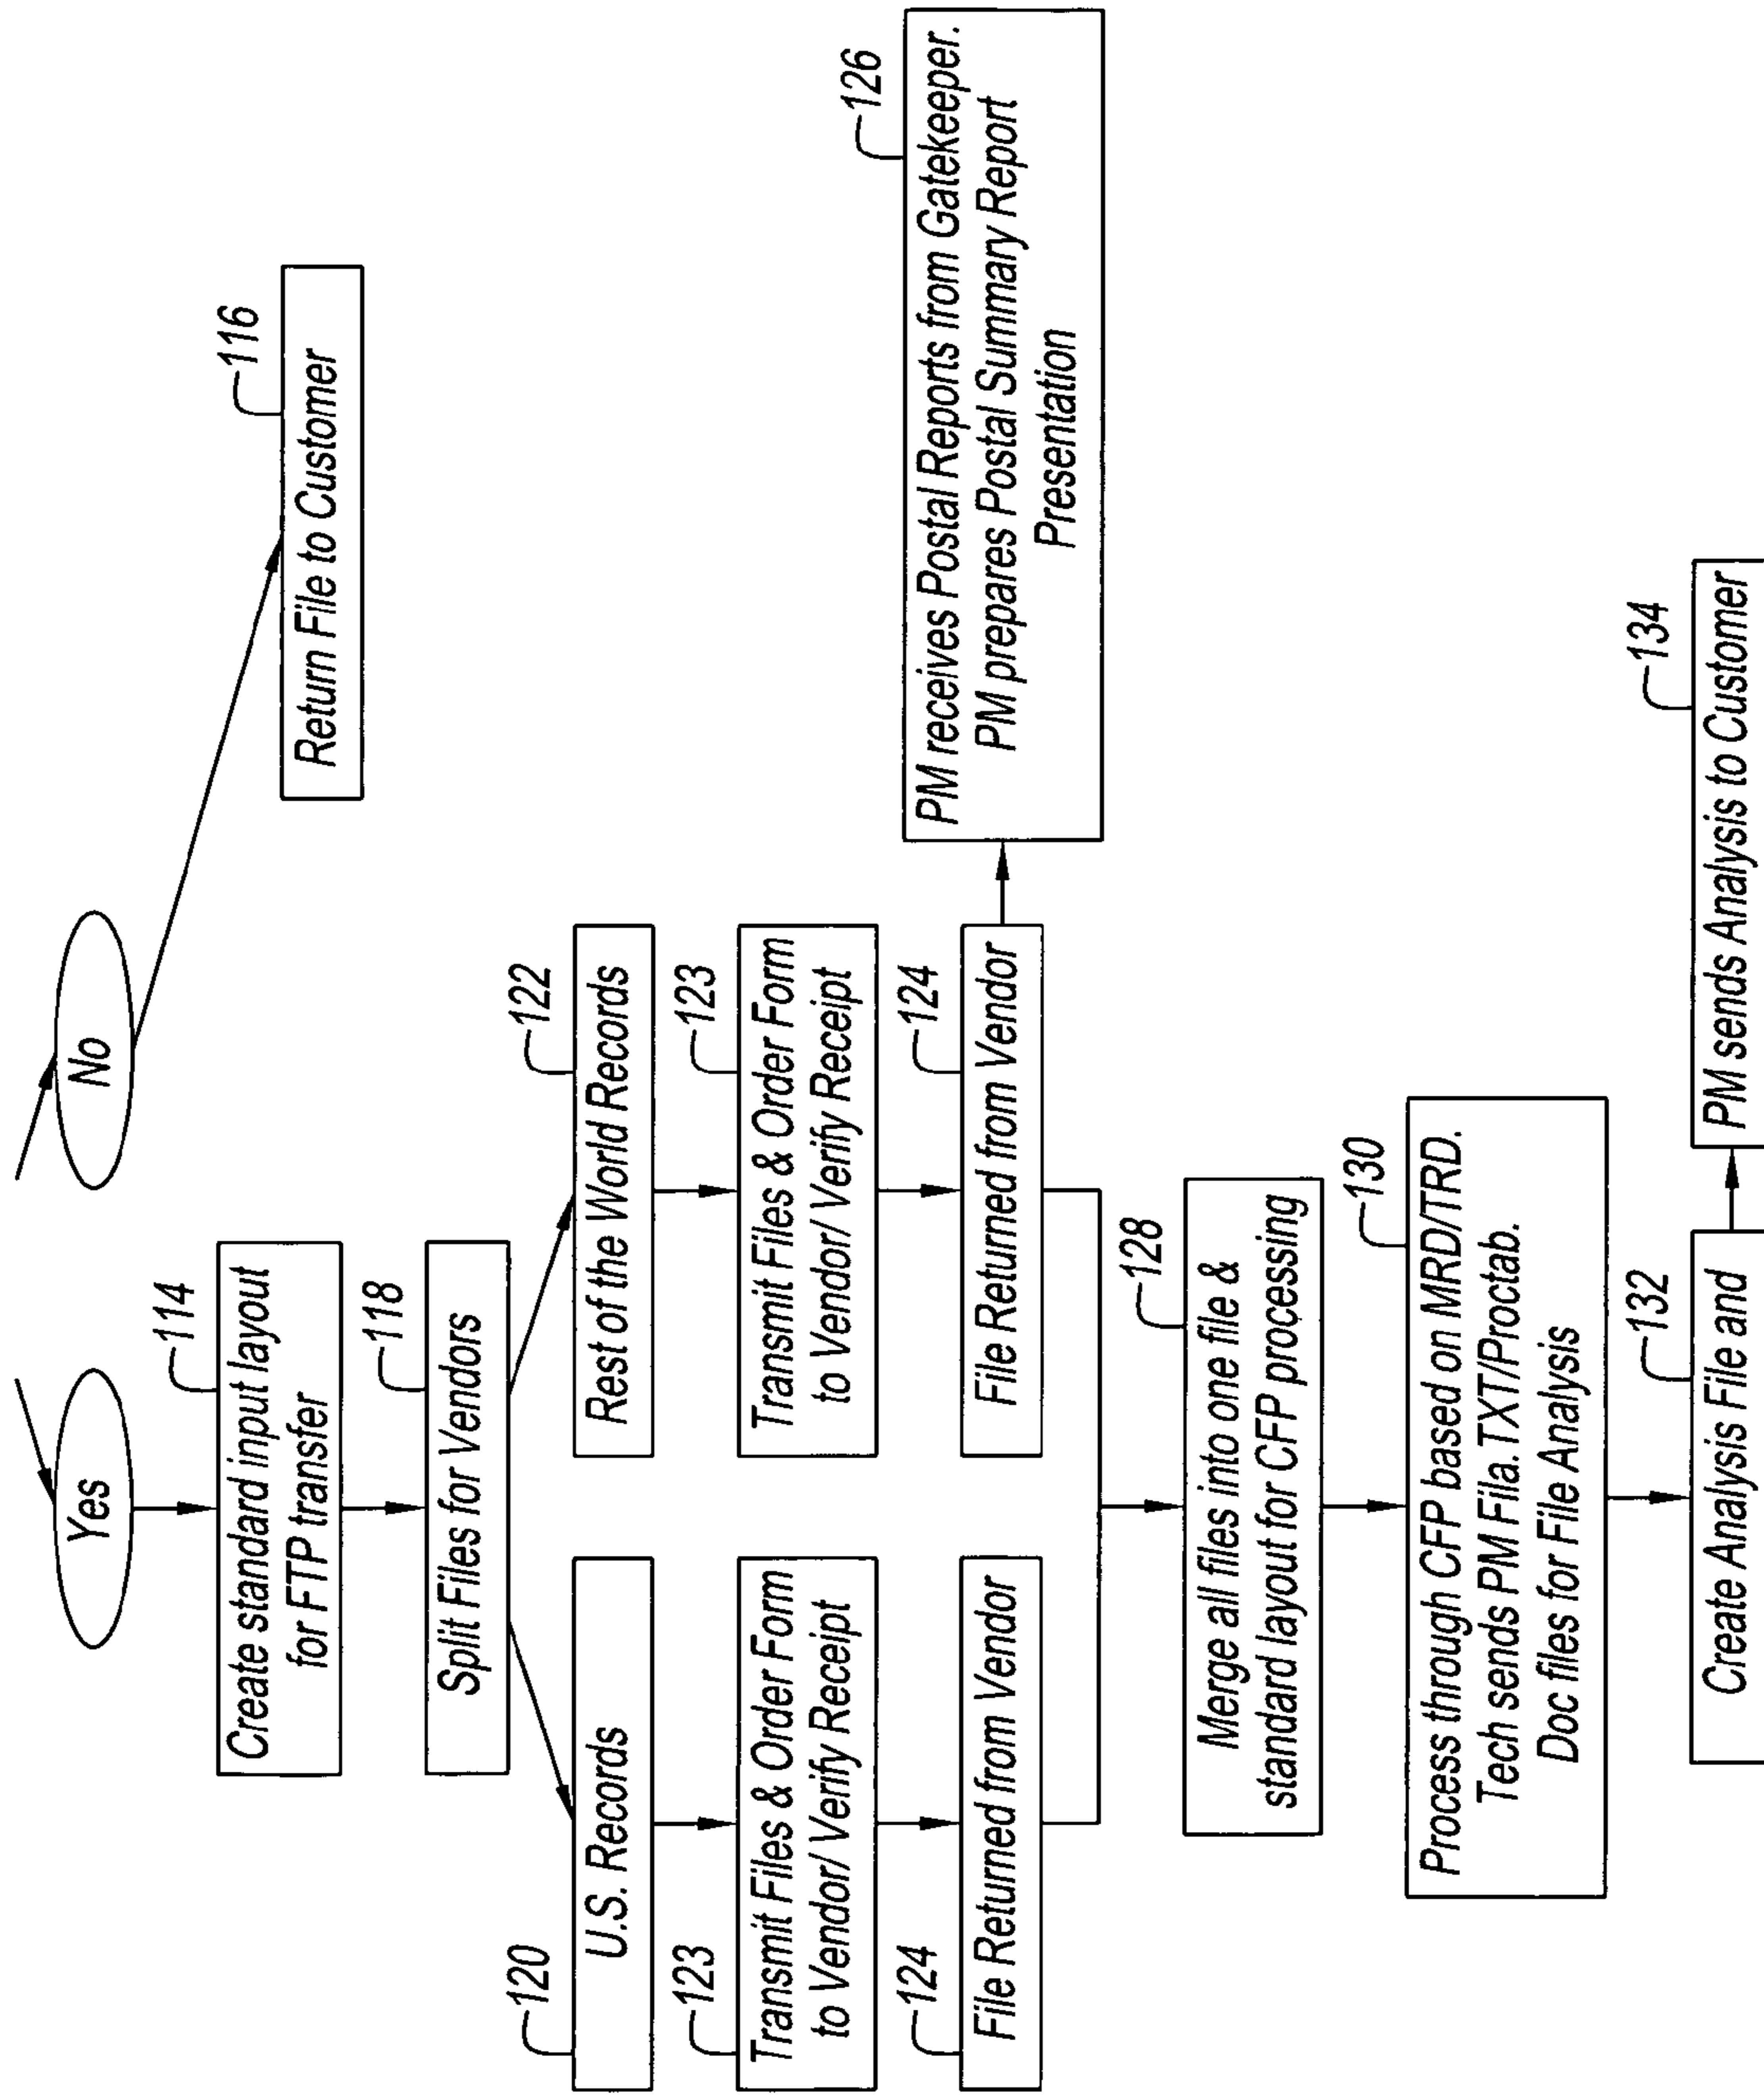 Yes
No
114
Create standard input layout
for FTP transfer
116
Return File to Customer
118
Split Files for Vendors
120
U.S. Records
122
Rest of the World Records
123
Transmit Files & Order Form
to Vendor/ Verify Receipt
123
Transmit Files & Order Form
to Vendor/ Verify Receipt
124
File Returned from Vendor
124
File Returned from Vendor
126
PM receives Postal Reports from Gatekeeper.
PM prepares Postal Summary Report
Presentation
128
Merge all files into one file &
standard layout for CFP processing
130
Process through CFP based on MRD/TRD.
Tech sends PM Fila.TXT/Proctab.
Doc files for File Analysis
132
Create Analysis File and
134
PM sends Analysis to Customer